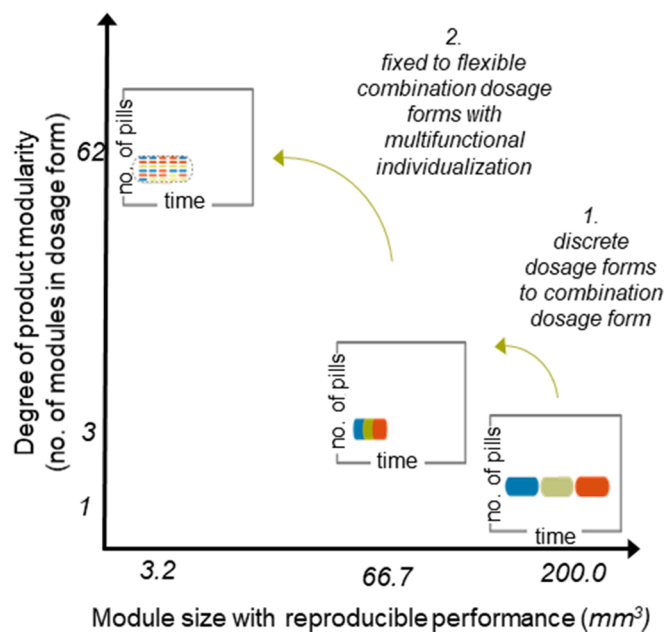 2.
fixed to flexible
combination dosage
forms with
multifunctional
individualization
62
no. of pills
time
1.
discrete
dosage forms
to combination
dosage form
Degree of product modularity
(no. of modules in dosage form)
no. of pills
time
3
no. of pills
time
1
3.2
66.7
200.0
Module size with reproducible performance (mm³)